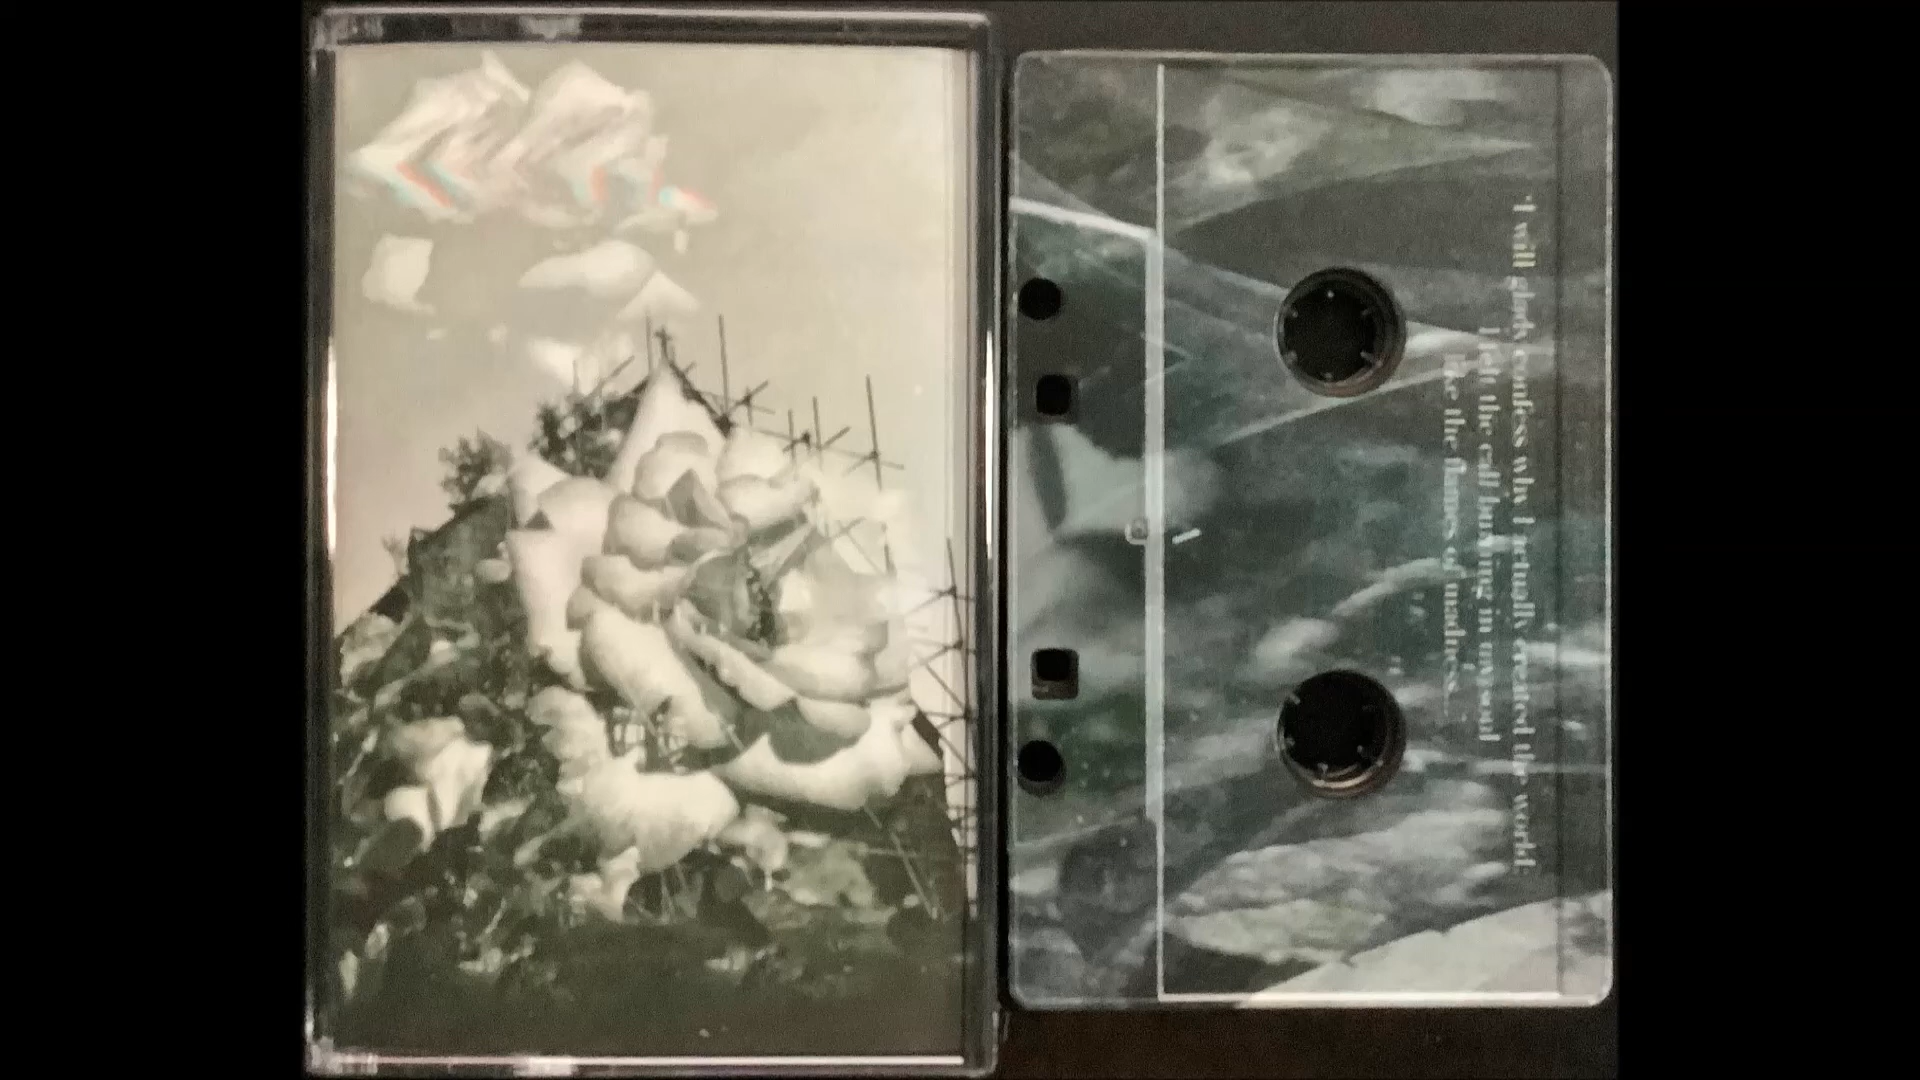 "I will gladly confess why I actually created the world:
I felt the call burning in my soul
like the flames of madness...